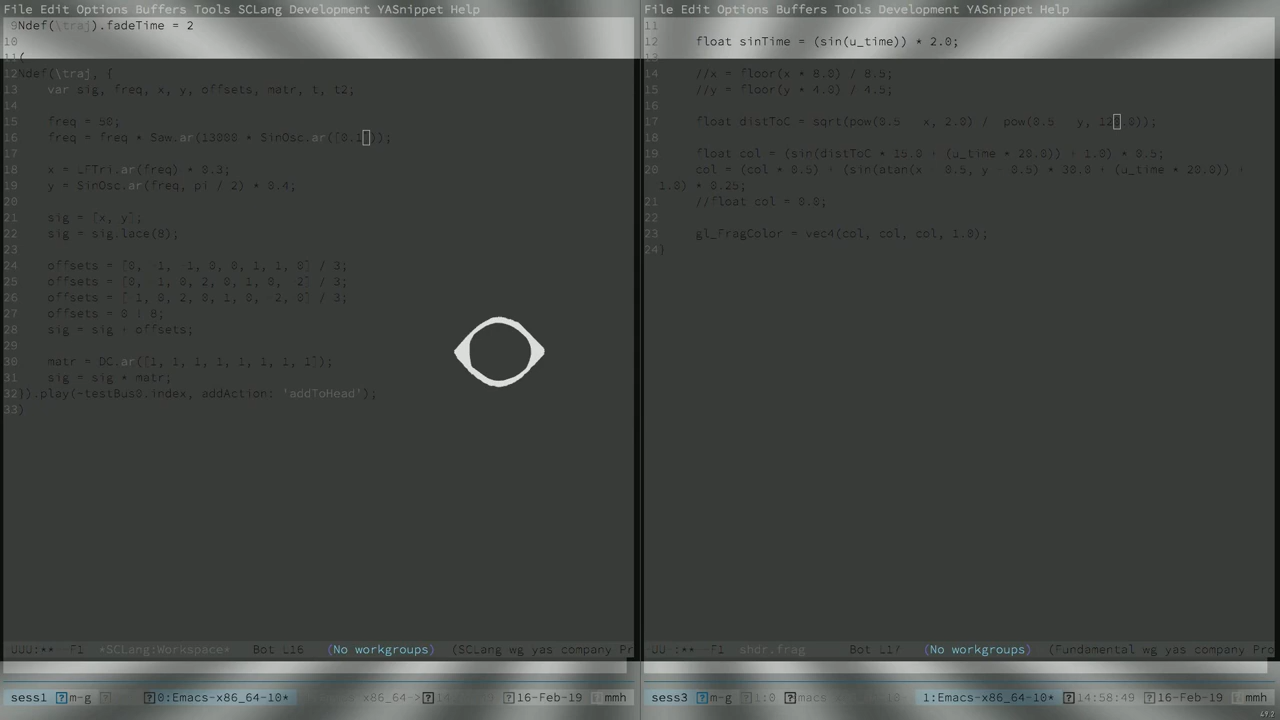 File Edit Options Buffers Tools SCLang Development YASnippet Help
9 Ndef(\traj).fadeTime = 2
10
11 (
12 Ndef(\traj, {
13 var sig, freq, x, y, offsets, matr, t, t2;
14
15 freq = 50;
16 freq = freq * Saw.ar(13000 * SinOsc.ar([0.1]));
17
18 x = LFTri.ar(freq) * 0.3;
19 y = SinOsc.ar(freq, pi / 2) * 0.4;
20
21 sig = [x, y];
22 sig = sig.lace(8);
23
24 offsets = [0, 1, 1, 0, 0, 1, 1, 0] / 3;
25 offsets = [0, 1, 0, 2, 0, 1, 0, 2] / 3;
26 offsets = [ 1, 0, 2, 0, 1, 0, 2, 0] / 3;
27 offsets = 0 ! 8;
28 sig = sig + offsets;
29
30 matr = DC.ar([1, 1, 1, 1, 1, 1, 1, 1]);
31 sig = sig * matr;
32 }).play(~testBus0.index, addAction: 'addToHead');
33 )
UUU:** F1 *SCLang:Workspace* Bot L16 (No workgroups) (SCLang wg yas company Pr
sess1 m-g 0:Emacs-x86_64-10* x86_64-> 14 16-Feb-19 mmh
File Edit Options Buffers Tools Development YASnippet Help
11
12 float sinTime = (sin(u_time)) * 2.0;
13
14 //x = floor(x * 8.0) / 8.5;
15 //y = floor(y * 4.0) / 4.5;
16
17 float distToC = sqrt(pow(0.5 x, 2.0) / pow(0.5 y, 12.0));
18
19 float col = (sin(distToC * 15.0 + (u_time * 20.0)) + 1.0) * 0.5;
20 col = (col * 0.5) + (sin(atan(x 0.5, y 0.5) * 30.0 + (u_time * 20.0)) +
1.0) * 0.25;
21 //float col = 0.0;
22
23 gl_FragColor = vec4(col, col, col, 1.0);
24 }
UU-: ** F1 shdr.frag Bot L17 (No workgroups) (Fundamental wg yas company Pro
sess3 m-g 1:0 macs 1:Emacs-x86_64-10* 14:58:49 16-Feb-19 mmh